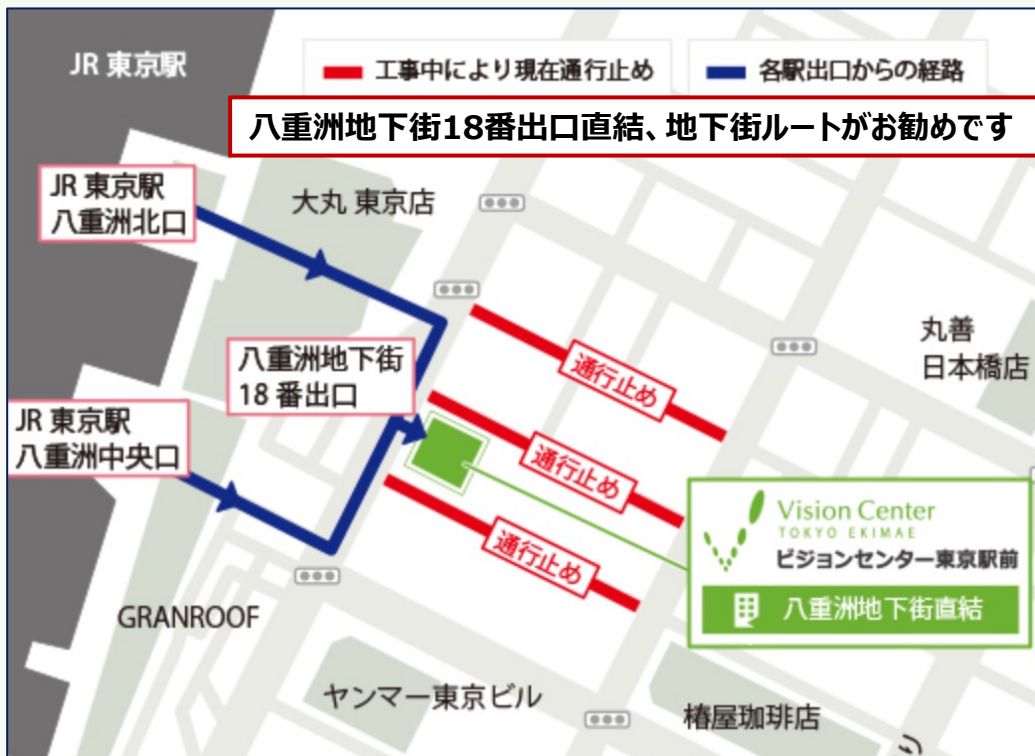 JR 東京駅
工事中により現在通行止め
各駅出口からの経路
八重洲地下街18番出口直結、地下街ルートがお勧めです
JR 東京駅
八重洲北口
大丸 東京店
丸善
日本橋店
八重洲地下街
18 番出口
通行止め
JR 東京駅
八重洲中央口
通行止め
通行止め
Vision Center
TOKYO EKIMAE
ビジョンセンター東京駅前
八重洲地下街直結
GRANROOF
ヤンマー東京ビル
椿屋珈琲店